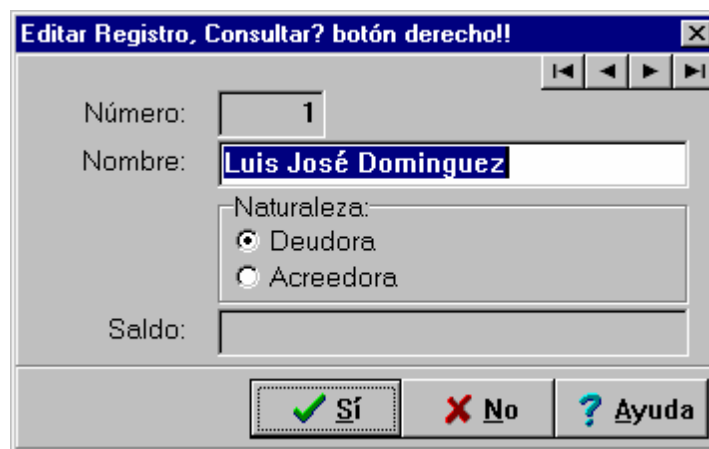 Editar Registro, Consultar? botón derecho!!
Número: 1
Nombre: Luis José Dominguez
Naturaleza:
Deudora
Acreedora
Saldo:
Sí No Ayuda